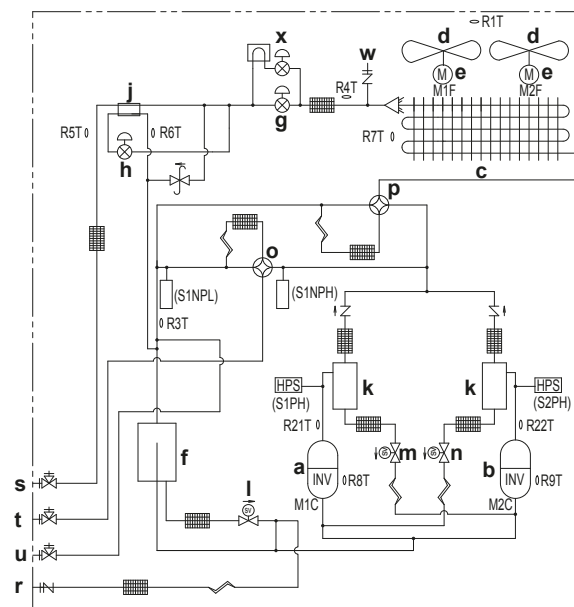 R1T
x
w
d
d
M
e
M
e
M1F
M2F
j
R4T
g
R5T
R6T
R7T
h
c
p
o
(S1NPL)
(S1NPH)
R3T
HPS
k
k
HPS
(S1PH)
(S2PH)
R21T
R22T
f
m
n
a
INV
R8T
b
INV
R9T
s
l
SV
M1C
M2C
t
u
r